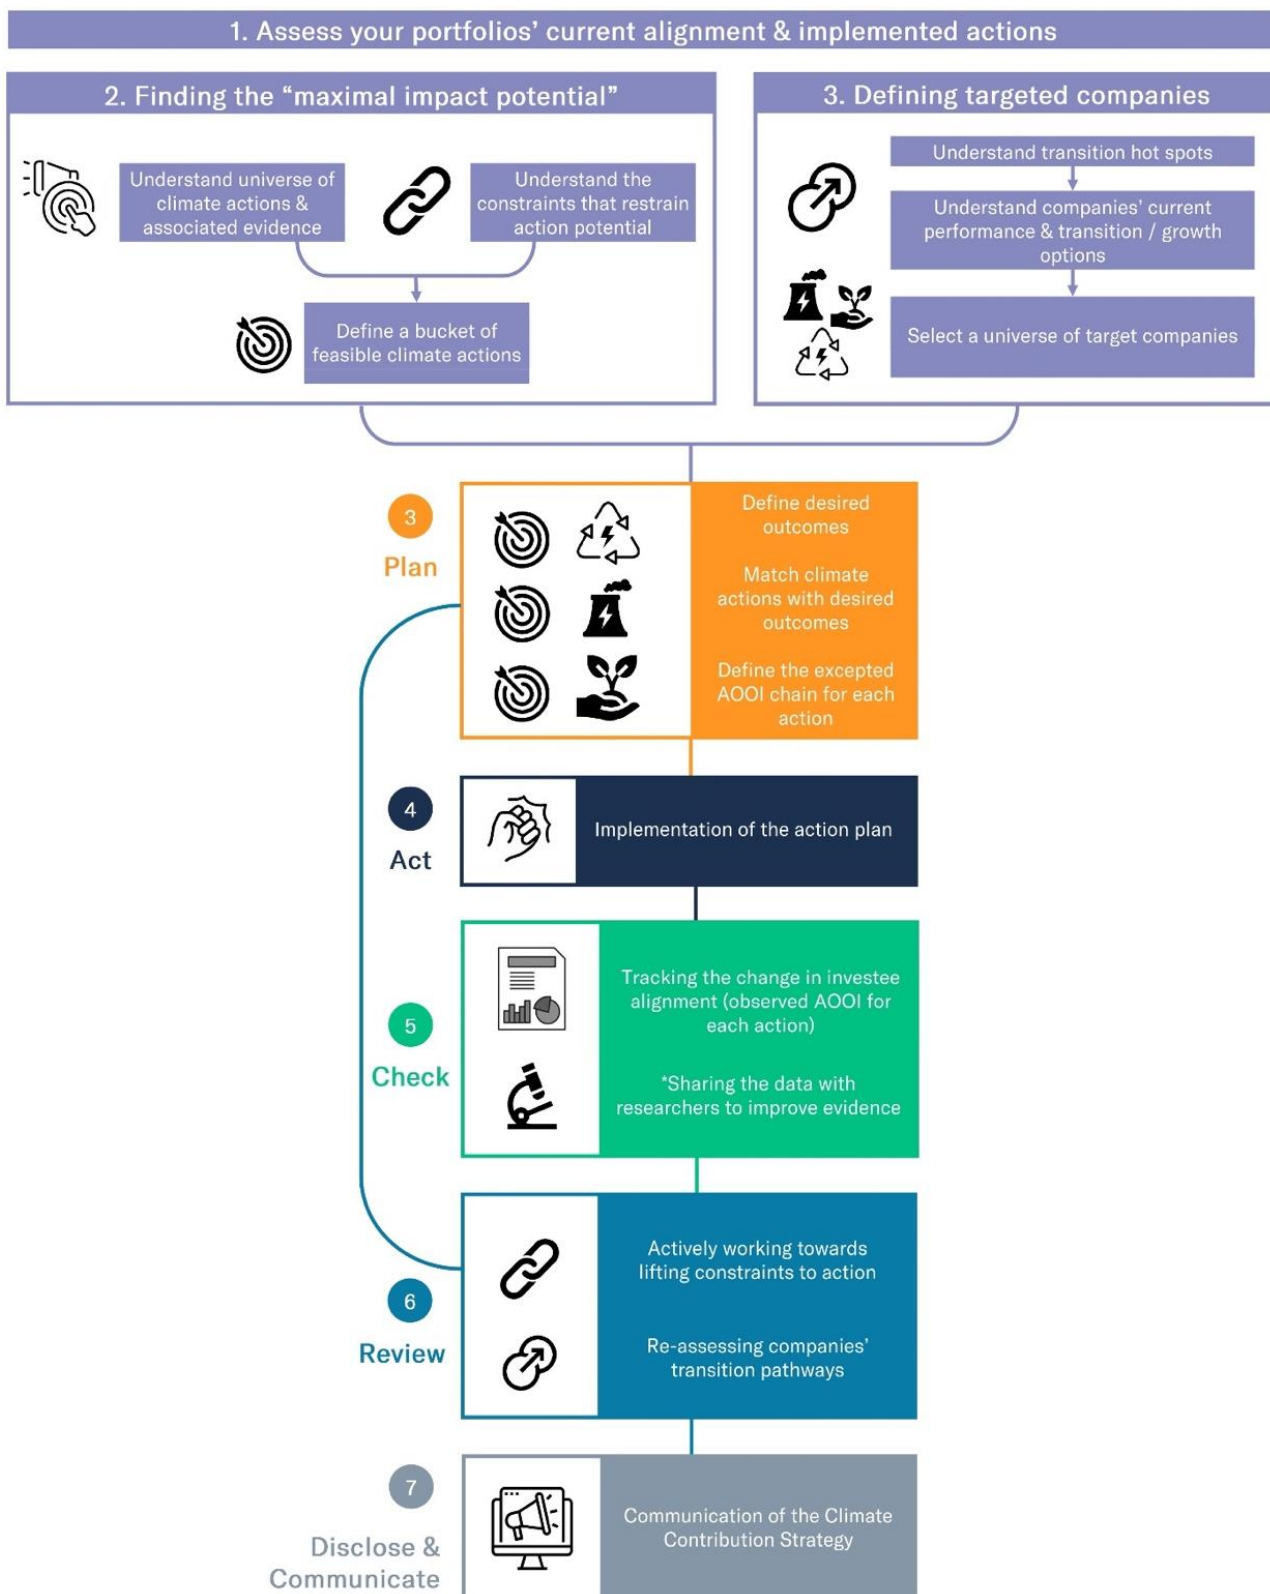 1. Assess your portfolios’ current alignment & implemented actions
2. Finding the “maximal impact potential”
Understand universe of
climate actions &
associated evidence
Understand the
constraints that restrain
action potential
Define a bucket of
feasible climate actions
3. Defining targeted companies
Understand transition hot spots
Understand companies’ current
performance & transition / growth
options
Select a universe of target companies
3
Plan
Define desired
outcomes
Match climate
actions with desired
outcomes
Define the excepted
AOOI chain for each
action
4
Act
Implementation of the action plan
5
Check
Tracking the change in investee
alignment (observed AOOI for
each action)
*Sharing the data with
researchers to improve evidence
6
Review
Actively working towards
lifting constraints to action
Re-assessing companies’
transition pathways
7
Disclose &
Communicate
Communication of the Climate
Contribution Strategy